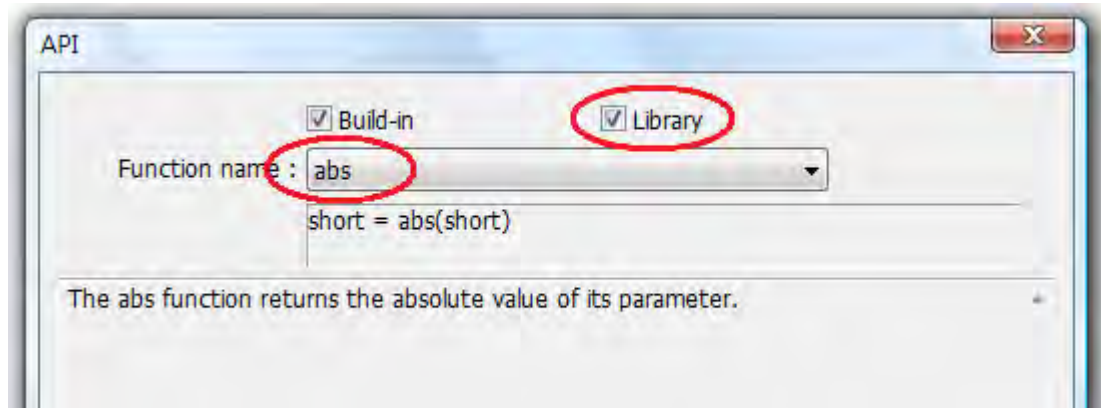 API
Build-in Library
Function name : abs
short = abs(short)
The abs function returns the absolute value of its parameter.